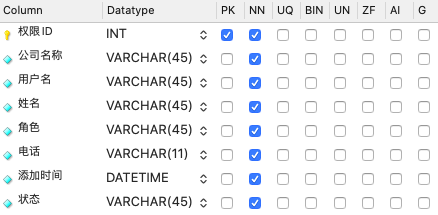 Column Datatype PK NN UQ BIN UN ZF AI G
权限ID INT
公司名称 VARCHAR(45)
用户名 VARCHAR(45)
姓名 VARCHAR(45)
角色 VARCHAR(45)
电话 VARCHAR(11)
添加时间 DATETIME
状态 VARCHAR(45)